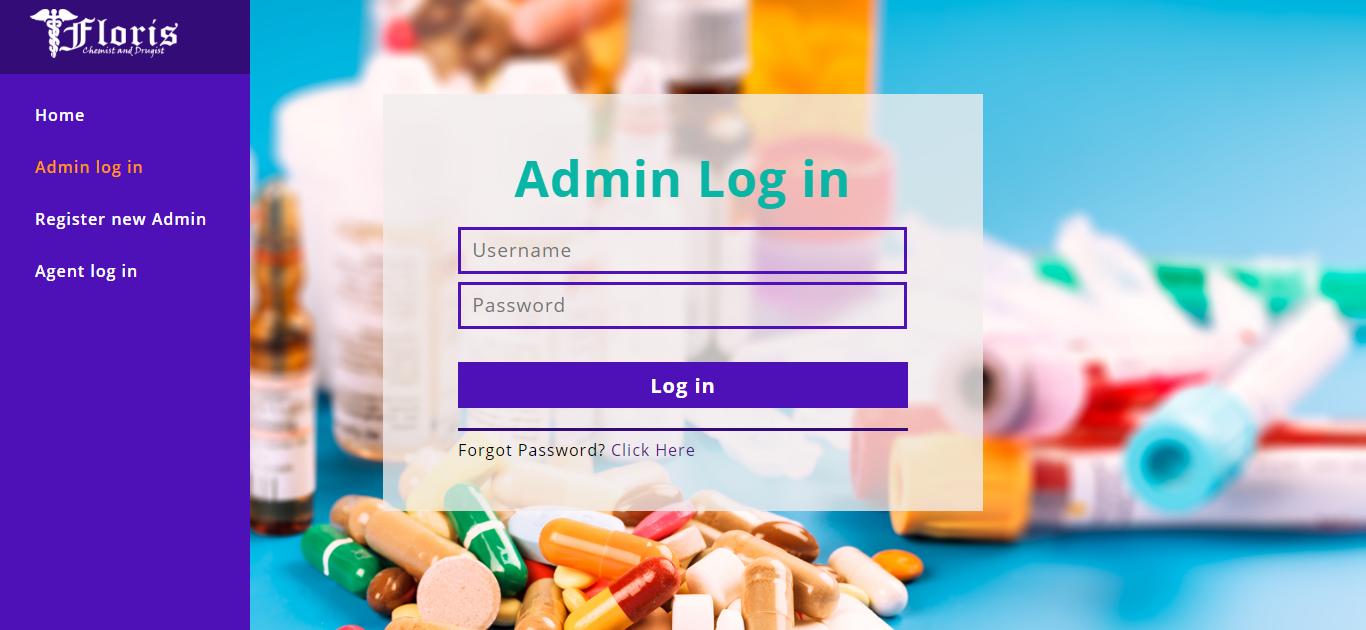 Floris
Chemist and Drugist
Home
Admin log in
Register new Admin
Agent log in
Admin Log in
Username
Password
Log in
Forgot Password? Click Here